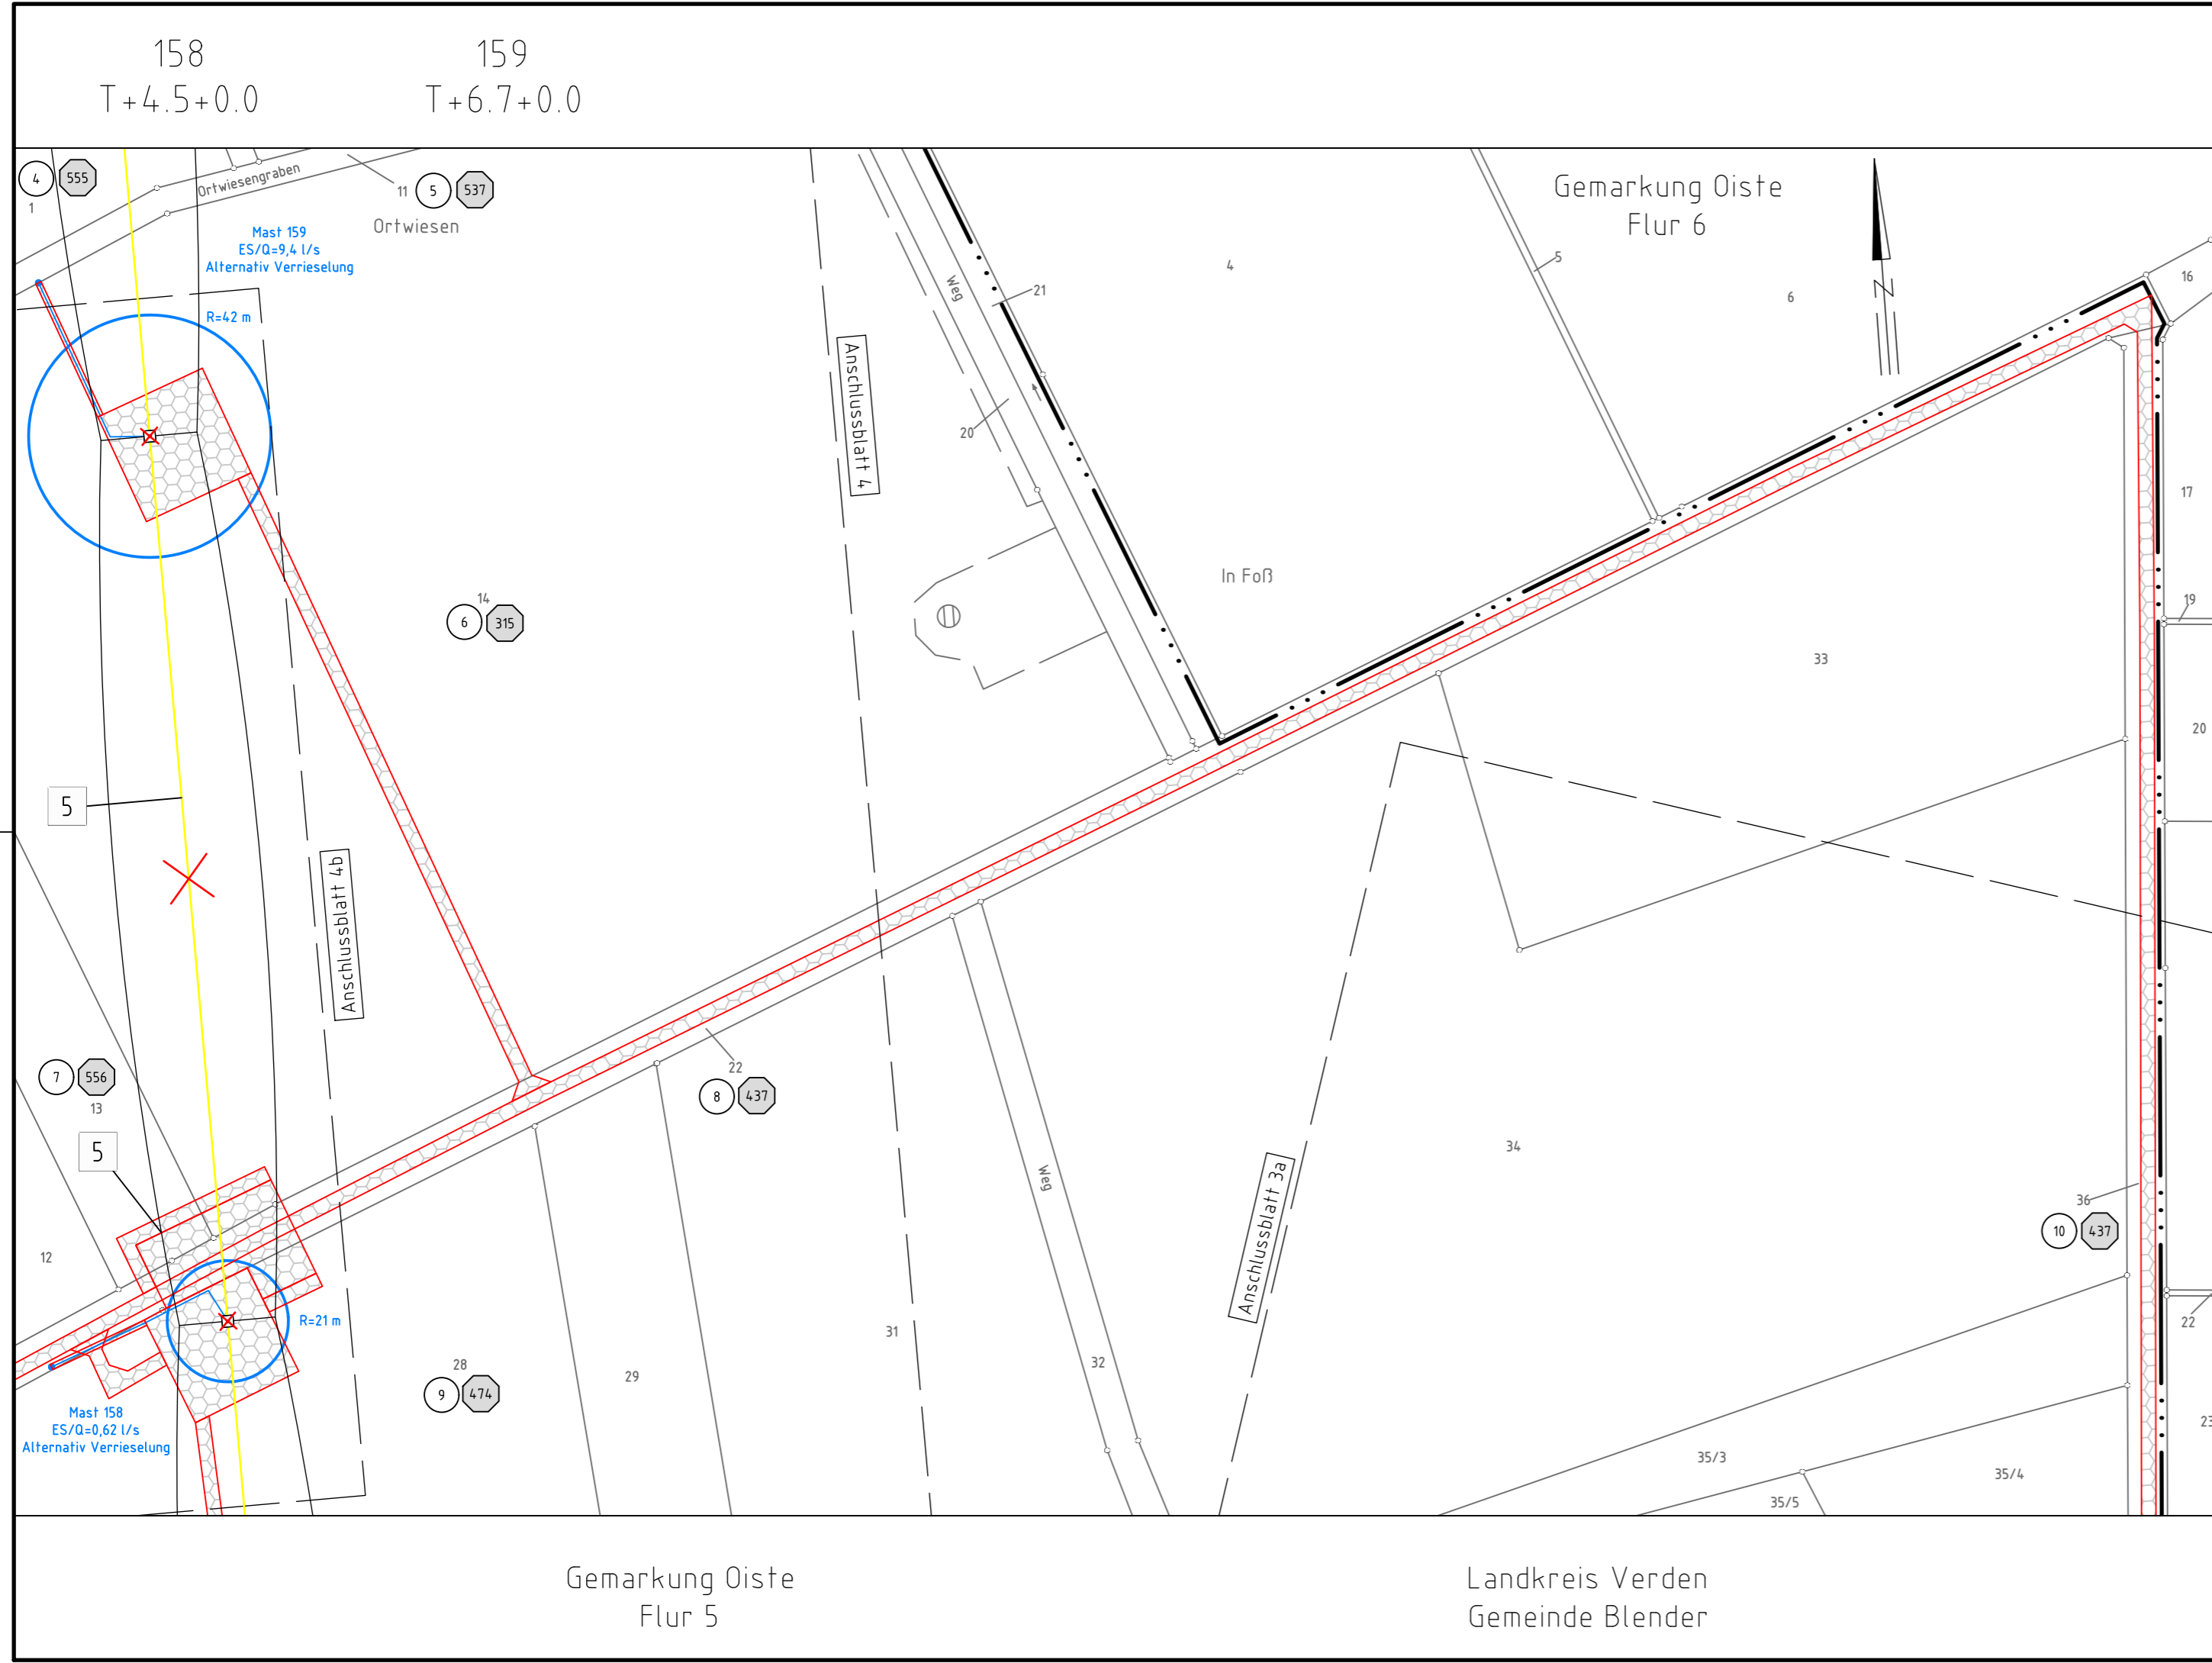 158
T+4.5+0.0
159
T+6.7+0.0
4
555
1
Ortwiesengraben
11
5
537
Ortwiesen
Mast 159
ES/Q=9,4 l/s
Alternativ Verrieselung
R=42 m
Gemarkung Oiste
Flur 6
N
4
5
6
16
Weg
21
20
Anschlussblatt 4
17
In Foß
14
6
315
19
33
20
5
Anschlussblatt 4b
7
556
13
22
8
437
5
34
Weg
Anschlussblatt 3a
36
10
437
12
R=21 m
31
22
28
9
474
29
32
Mast 158
ES/Q=0,62 l/s
Alternativ Verrieselung
23
35/3
35/4
35/5
Gemarkung Oiste
Flur 5
Landkreis Verden
Gemeinde Blender